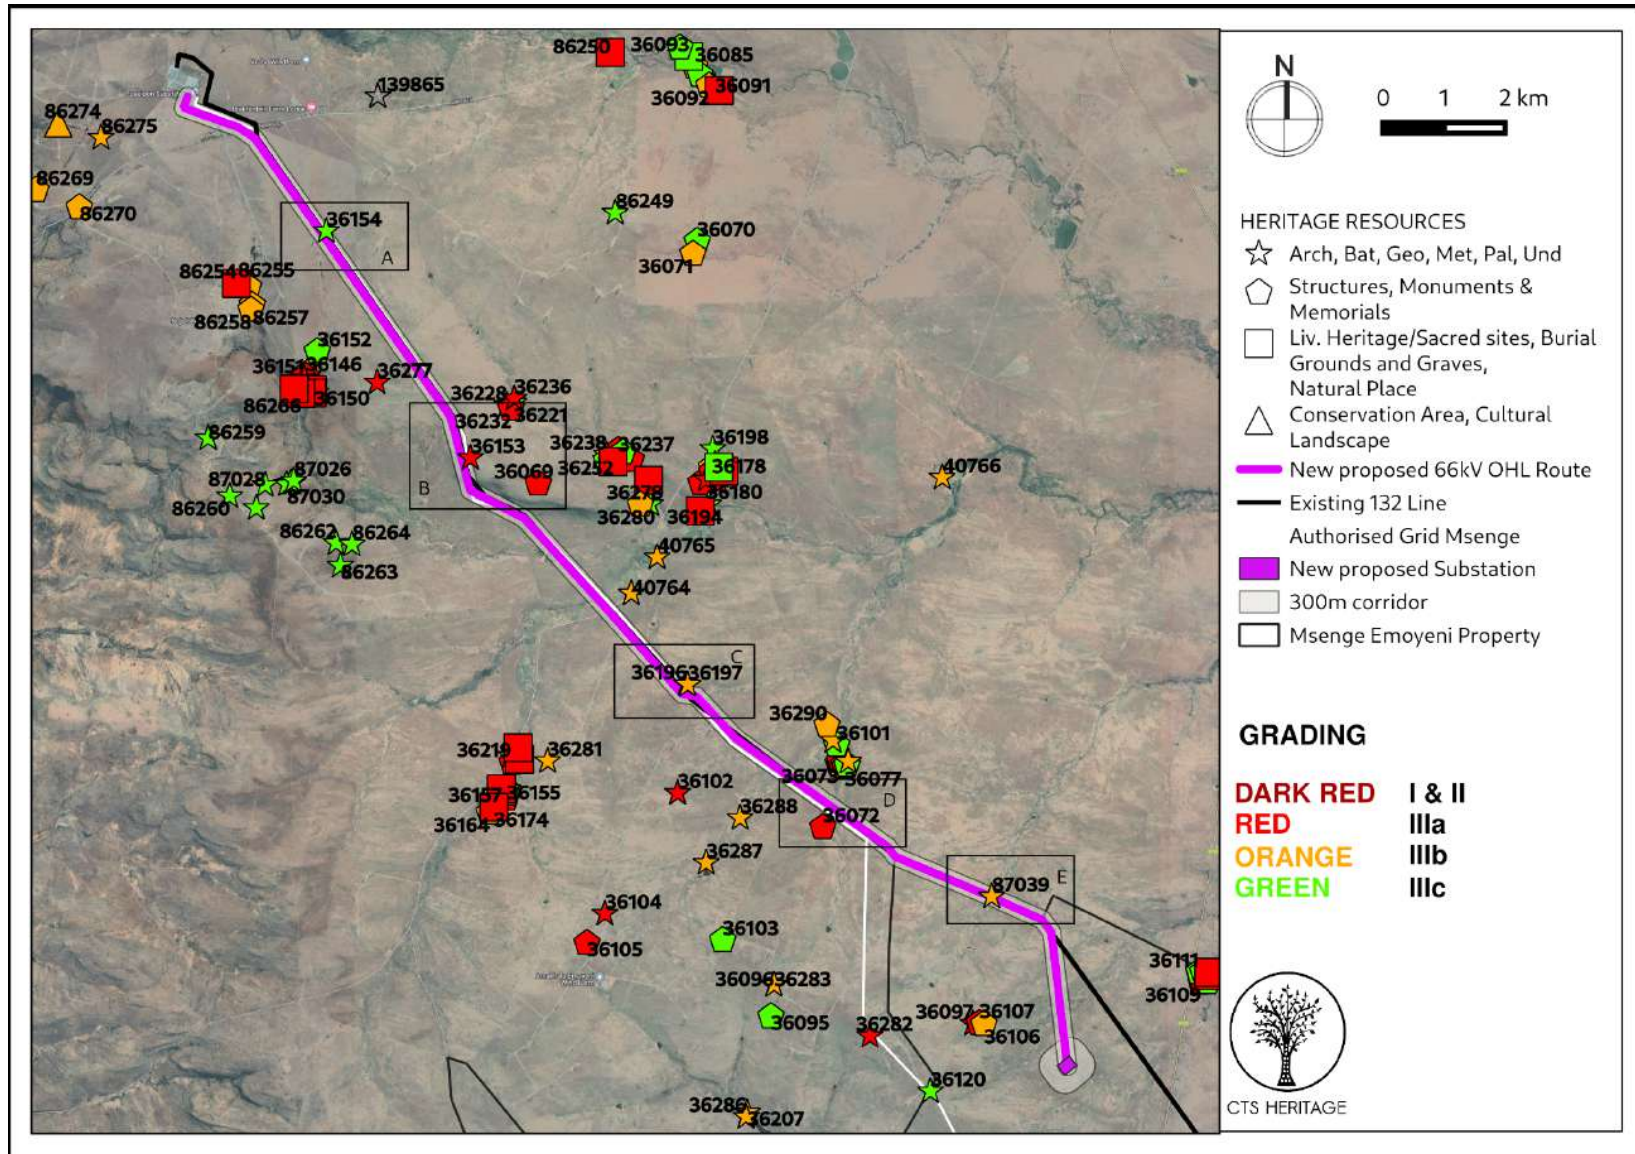 86250
36093
36085
36092
36091
139865
86274
86275
86269
86270
86249
36154
A
36070
36071
86254
86255
86258
86257
36152
36151
36146
36150
86266
36277
36228
36236
36232
36221
36153
36069
B
86259
36238
36237
36252
36198
36178
36278
36180
36280
36194
40766
87028
87026
87030
86260
86262
86264
86263
40765
40764
C
36196
36197
36290
36101
36219
36281
36073
36077
36102
D
36157
36155
36164
36174
36288
36072
36287
E
87039
36104
36105
36103
36111
36109
36096
36283
36095
36282
36097
36107
36106
36120
36286
36207
N
0 1 2 km
HERITAGE RESOURCES
Arch, Bat, Geo, Met, Pal, Und
Structures, Monuments &
Memorials
Liv. Heritage/Sacred sites, Burial
Grounds and Graves,
Natural Place
Conservation Area, Cultural
Landscape
New proposed 66kV OHL Route
Existing 132 Line
Authorised Grid Msenge
New proposed Substation
300m corridor
Msenge Emoyeni Property
GRADING
DARK RED I & II
RED IIIa
ORANGE IIIb
GREEN IIIc
CTS HERITAGE